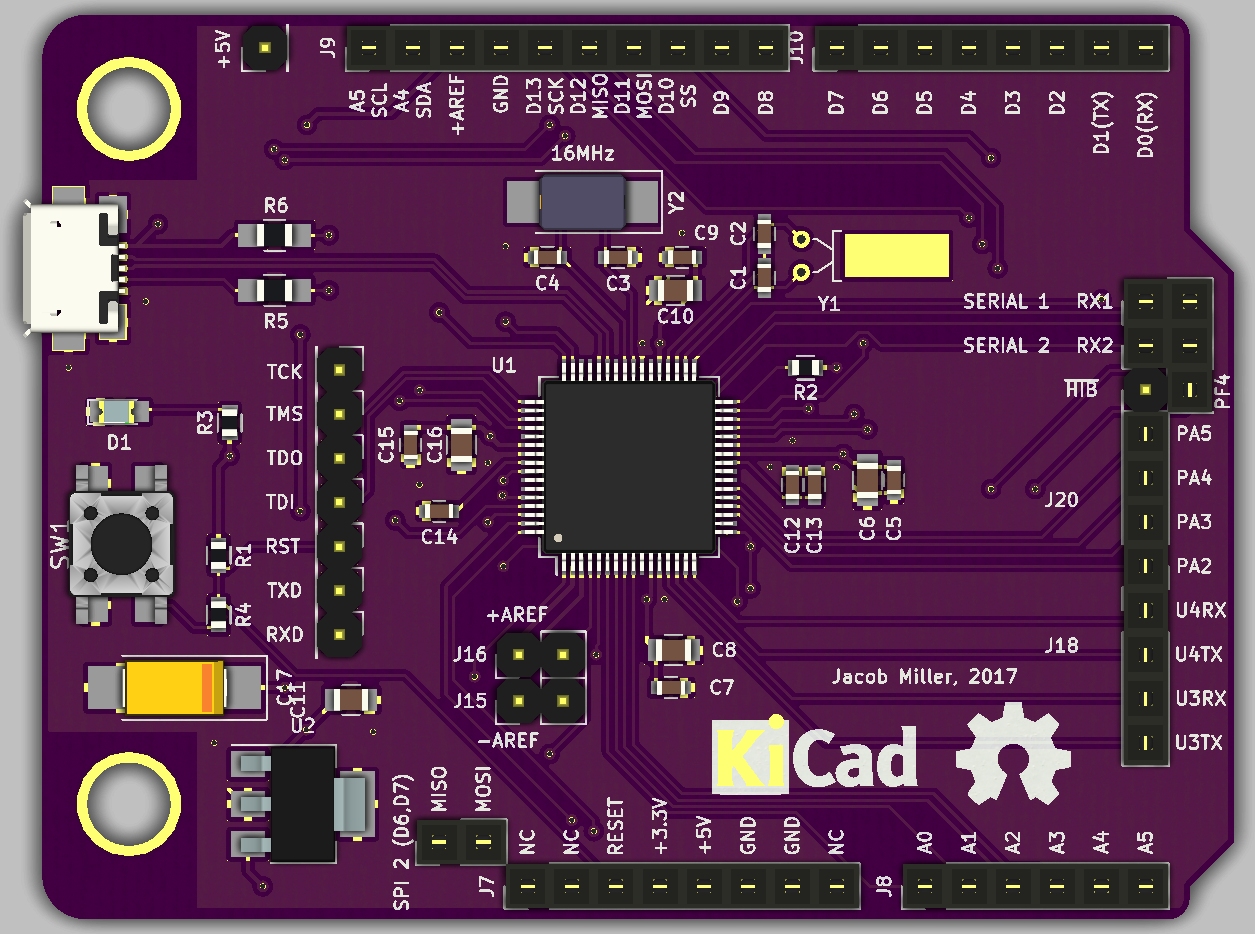 +5V
J9
J10
A5
SCL
A4
SDA
+AREF
GND
D13
SCK
D12
MISO
D11
MOSI
D10
SS
D9
D8
D7
D6
D5
D4
D3
D2
D1(TX)
D0(RX)
16MHz
Y2
R6
C9
C2
C4
C3
C1
Y1
C10
R5
SERIAL 1 RX1
SERIAL 2 RX2
U1
R2
HIB
PF4
TCK
TMS
TDO
TDI
RST
TXD
RXD
D1
R3
C15
C16
C14
PA5
PA4
PA3
PA2
U4RX
U4TX
U3RX
U3TX
J20
C12
C13
C6
C5
SW1
R1
R4
+AREF
J16
J15
-AREF
C8
C7
J18
Jacob Miller, 2017
C17
C11
U2
KiCad
SPI 2 (D6,D7)
MISO
MOSI
J7
NC
NC
RESET
+3.3V
+5V
GND
GND
NC
J8
A0
A1
A2
A3
A4
A5